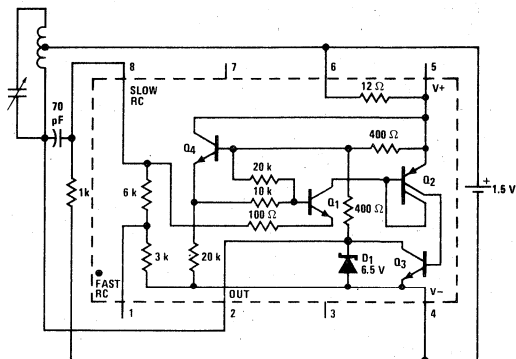 8
7
6
5
SLOW
RC
12 Ω
V+
70
pF
Q4
400 Ω
Q2
20 k
+
1.5 V
1k
6 k
10 k
Q1
400 Ω
100 Ω
3 k
20 k
D1
6.5 V
Q3
FAST
RC
OUT
V−
1
2
3
4